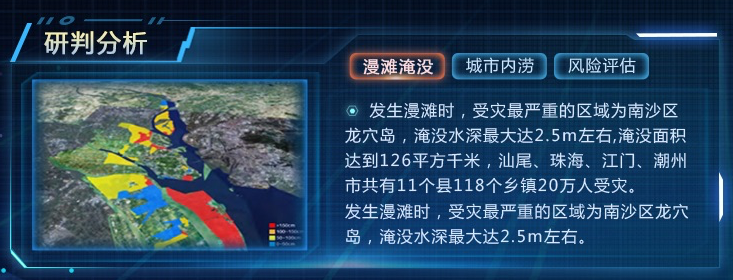 研判分析
漫滩淹没
城市内涝
风险评估
发生漫滩时，受灾最严重的区域为南沙区
龙穴岛，淹没水深最大达2.5m左右,淹没面积
达到126平方千米，汕尾、珠海、江门、潮州
市共有11个县118个乡镇20万人受灾。
发生漫滩时，受灾最严重的区域为南沙区龙穴
岛，淹没水深最大达2.5m左右。